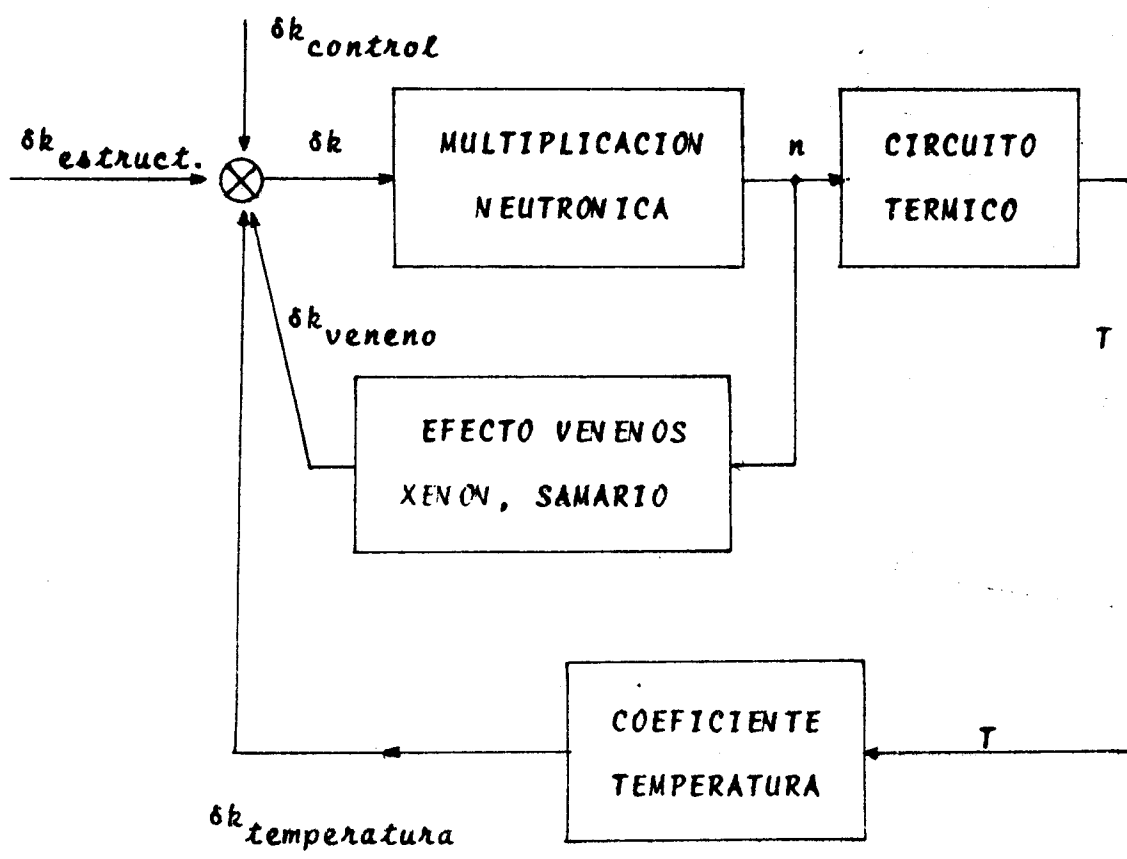 δk control
δk estruct.
δk
MULTIPLICACION
NEUTRONICA
n
CIRCUITO
TERMICO
δk veneno
T
EFECTO VENENOS
XENON, SAMARIO
COEFICIENTE
TEMPERATURA
T
δk temperatura